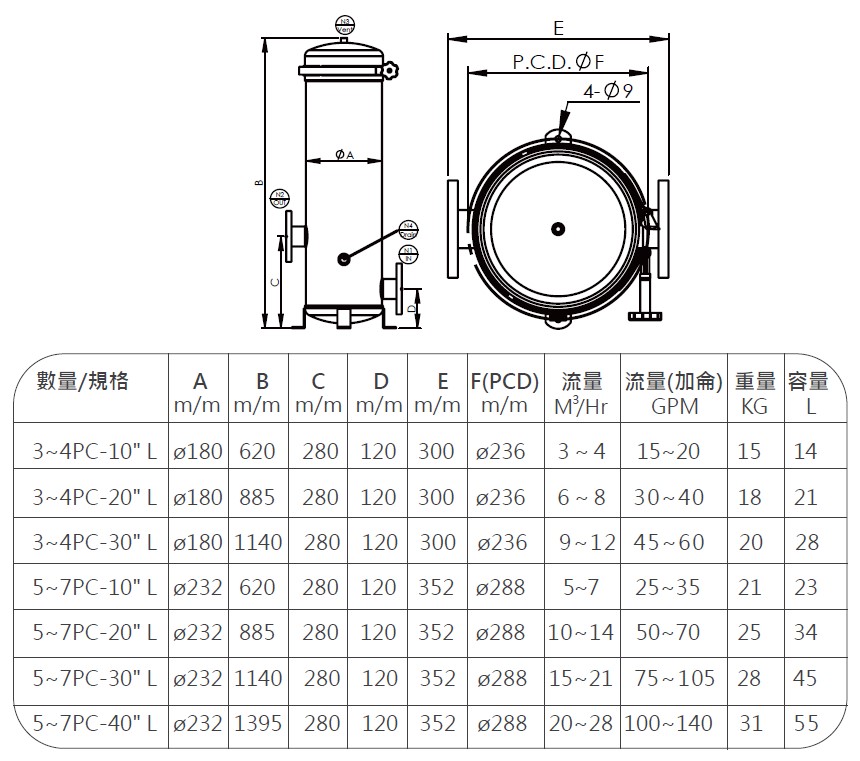 N3
Vent
E
P.C.D. ØF
4-Ø9
ØA
B
N2
Out
N4
Drain
N1
IN
C
D
數量/規格 A m/m B m/m C m/m D m/m E m/m F(PCD) m/m 流量 M³/Hr 流量(加侖) GPM 重量 KG 容量 L
3~4PC-10" L ø180 620 280 120 300 ø236 3~4 15~20 15 14
3~4PC-20" L ø180 885 280 120 300 ø236 6~8 30~40 18 21
3~4PC-30" L ø180 1140 280 120 300 ø236 9~12 45~60 20 28
5~7PC-10" L ø232 620 280 120 352 ø288 5~7 25~35 21 23
5~7PC-20" L ø232 885 280 120 352 ø288 10~14 50~70 25 34
5~7PC-30" L ø232 1140 280 120 352 ø288 15~21 75~105 28 45
5~7PC-40" L ø232 1395 280 120 352 ø288 20~28 100~140 31 55